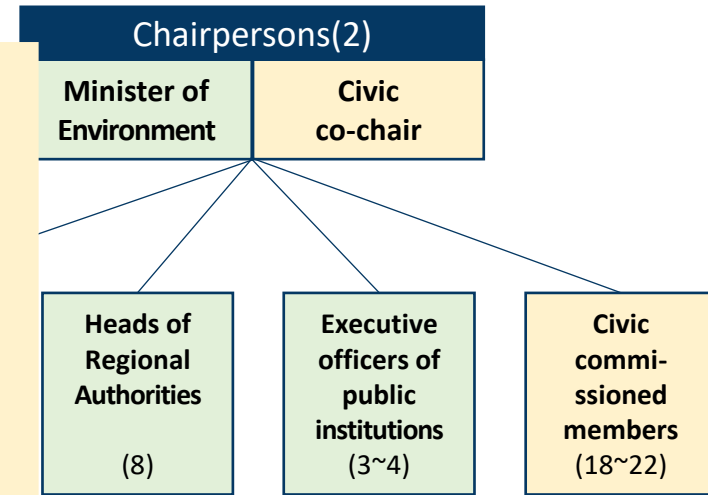 Chairpersons(2)
Minister of
Environment
Civic
co-chair
Heads of
Regional
Authorities
(8)
Executive
officers of
public
institutions
(3~4)
Civic
commi-
ssioned
members
(18~22)